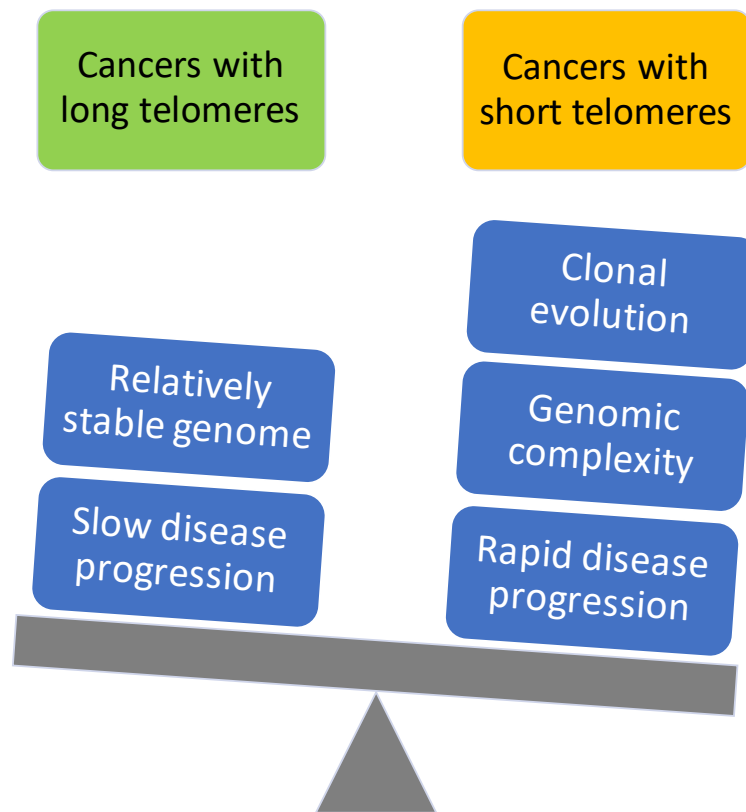 Cancers with
long telomeres
Cancers with
short telomeres
Relatively
stable genome
Slow disease
progression
Clonal
evolution
Genomic
complexity
Rapid disease
progression